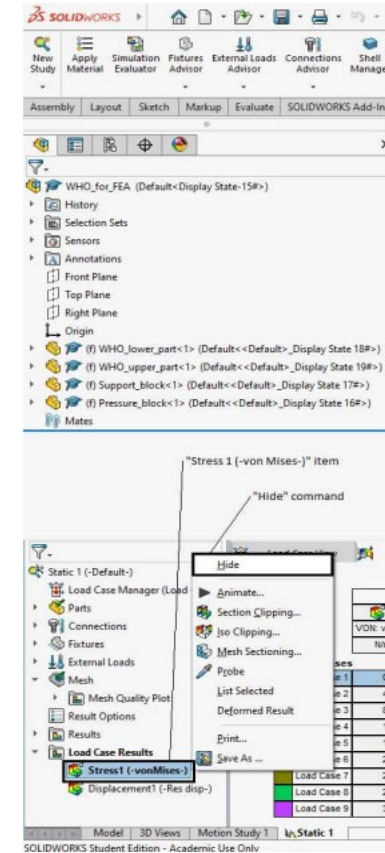 SOLIDWORKS
New Study
Apply Material
Simulation Evaluator
Fixtures Advisor
External Loads Advisor
Connections Advisor
Shell Manage
Assembly Layout Sketch Markup Evaluate SOLIDWORKS Add-In
WHO_for_FEA (Default<Display State-15#>)
History
Selection Sets
Sensors
Annotations
Front Plane
Top Plane
Right Plane
Origin
(f) WHO_lower_part<1> (Default<<Default>_Display State 18#>)
(f) WHO_upper_part<1> (Default<<Default>_Display State 19#>)
(f) Support_block<1> (Default<<Default>_Display State 17#>)
(f) Pressure_block<1> (Default<<Default>_Display State 16#>)
Mates
"Stress 1 (-von Mises-)" item
"Hide" command
Static 1 (-Default-)
Load Case Manager (Load
Parts
Connections
Fixtures
External Loads
Mesh
Mesh Quality Plot
Result Options
Results
Load Case Results
Stress1 (-vonMises-)
Displacement1 (-Res disp-)
Hide
Animate...
Section Clipping...
Iso Clipping...
Mesh Sectioning...
Probe
List Selected
Deformed Result
Print...
Save As ...
VON: v
Load Case 7 2
Load Case 8 2
Load Case 9 3
Model 3D Views Motion Study 1 Static 1
SOLIDWORKS Student Edition - Academic Use Only